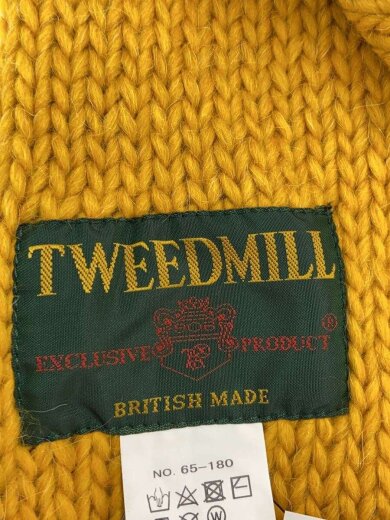 TWEEDMILL
EXCLUSIVE PRODUCT®
BRITISH MADE
NO. 65-180